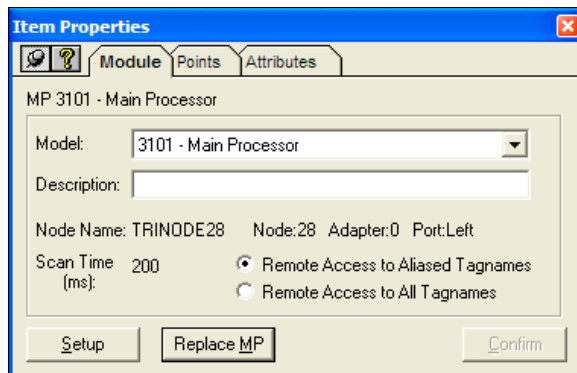 Item Properties
Module Points Attributes
MP 3101 - Main Processor
Model: 3101 - Main Processor
Description:
Node Name: TRINODE28 Node:28 Adapter:0 Port:Left
Scan Time (ms): 200
Remote Access to Aliased Tagnames
Remote Access to All Tagnames
Setup Replace MP Confirm